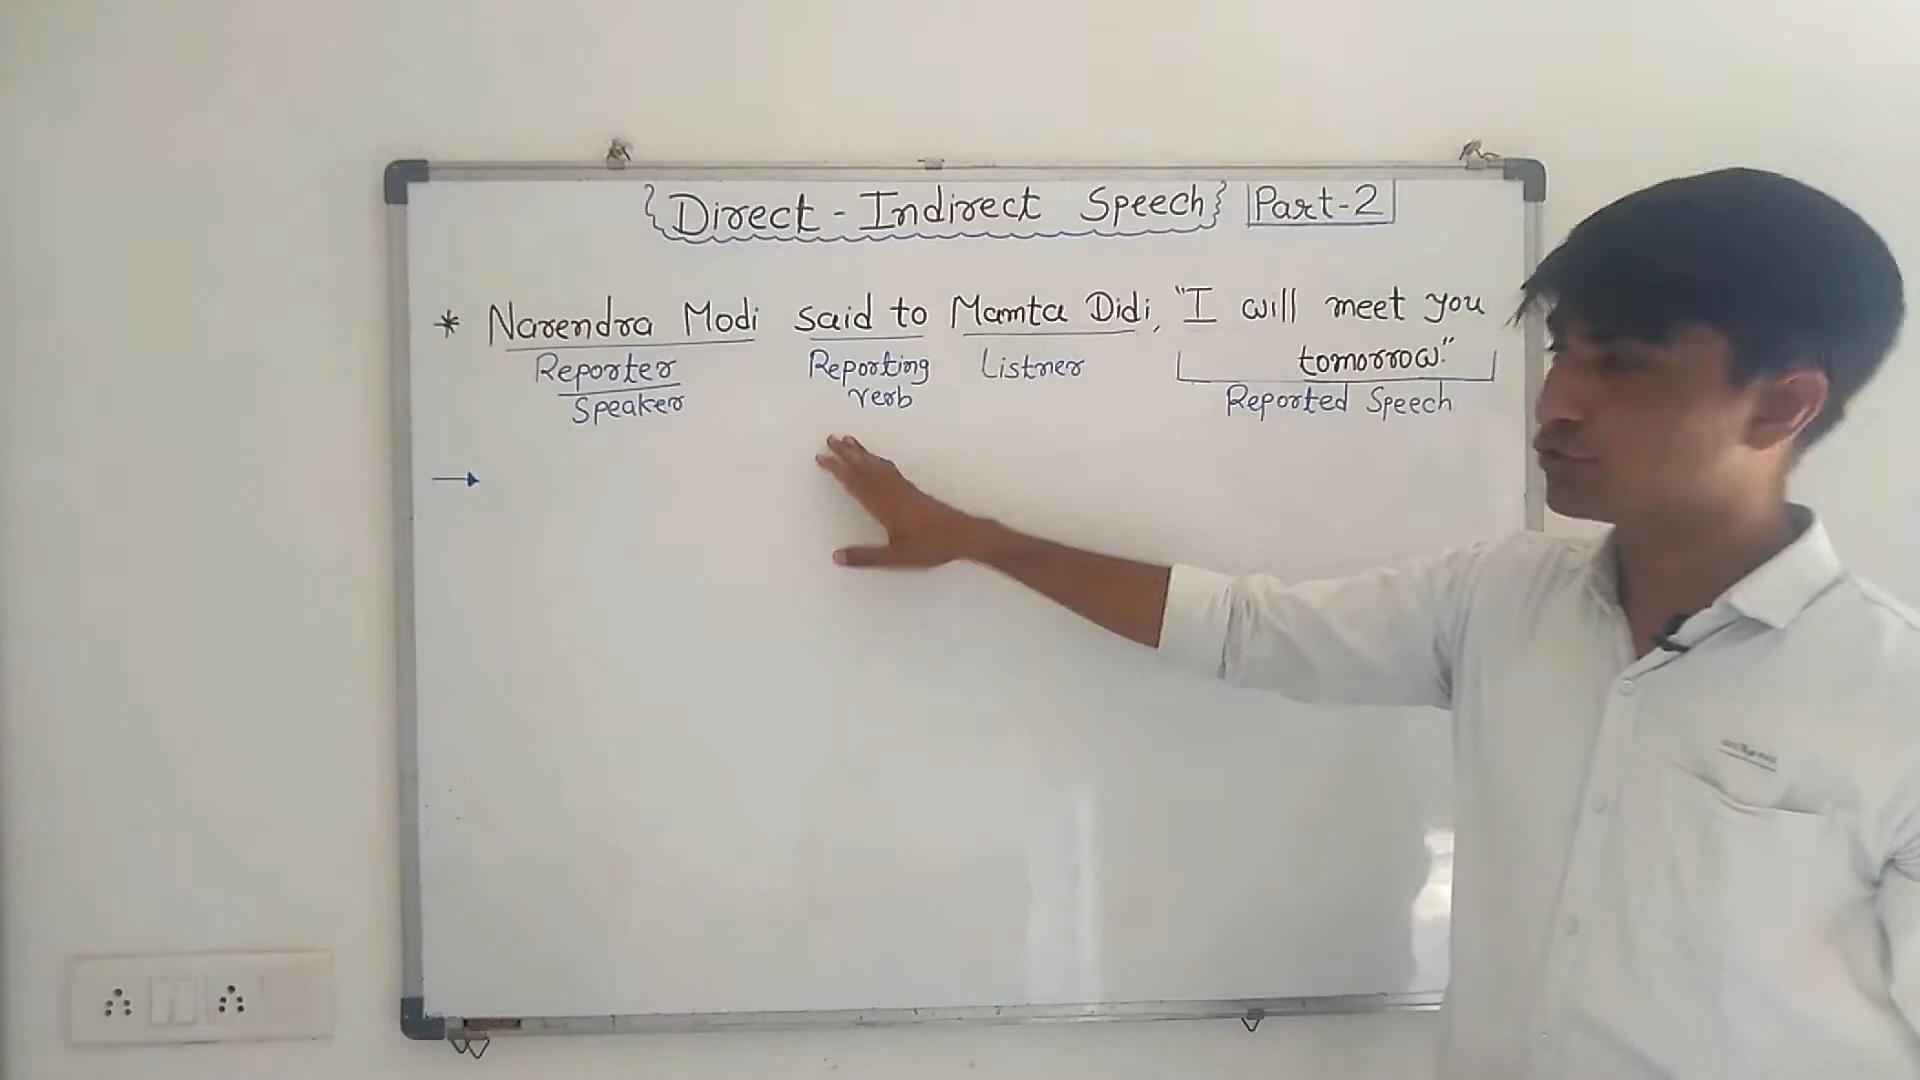 {Direct - Indirect Speech} Part-2
* Narendra Modi said to Mamta Didi, "I will meet you
tomorrow."
Reporter Reporting Listner
Speaker verb Reported Speech
→